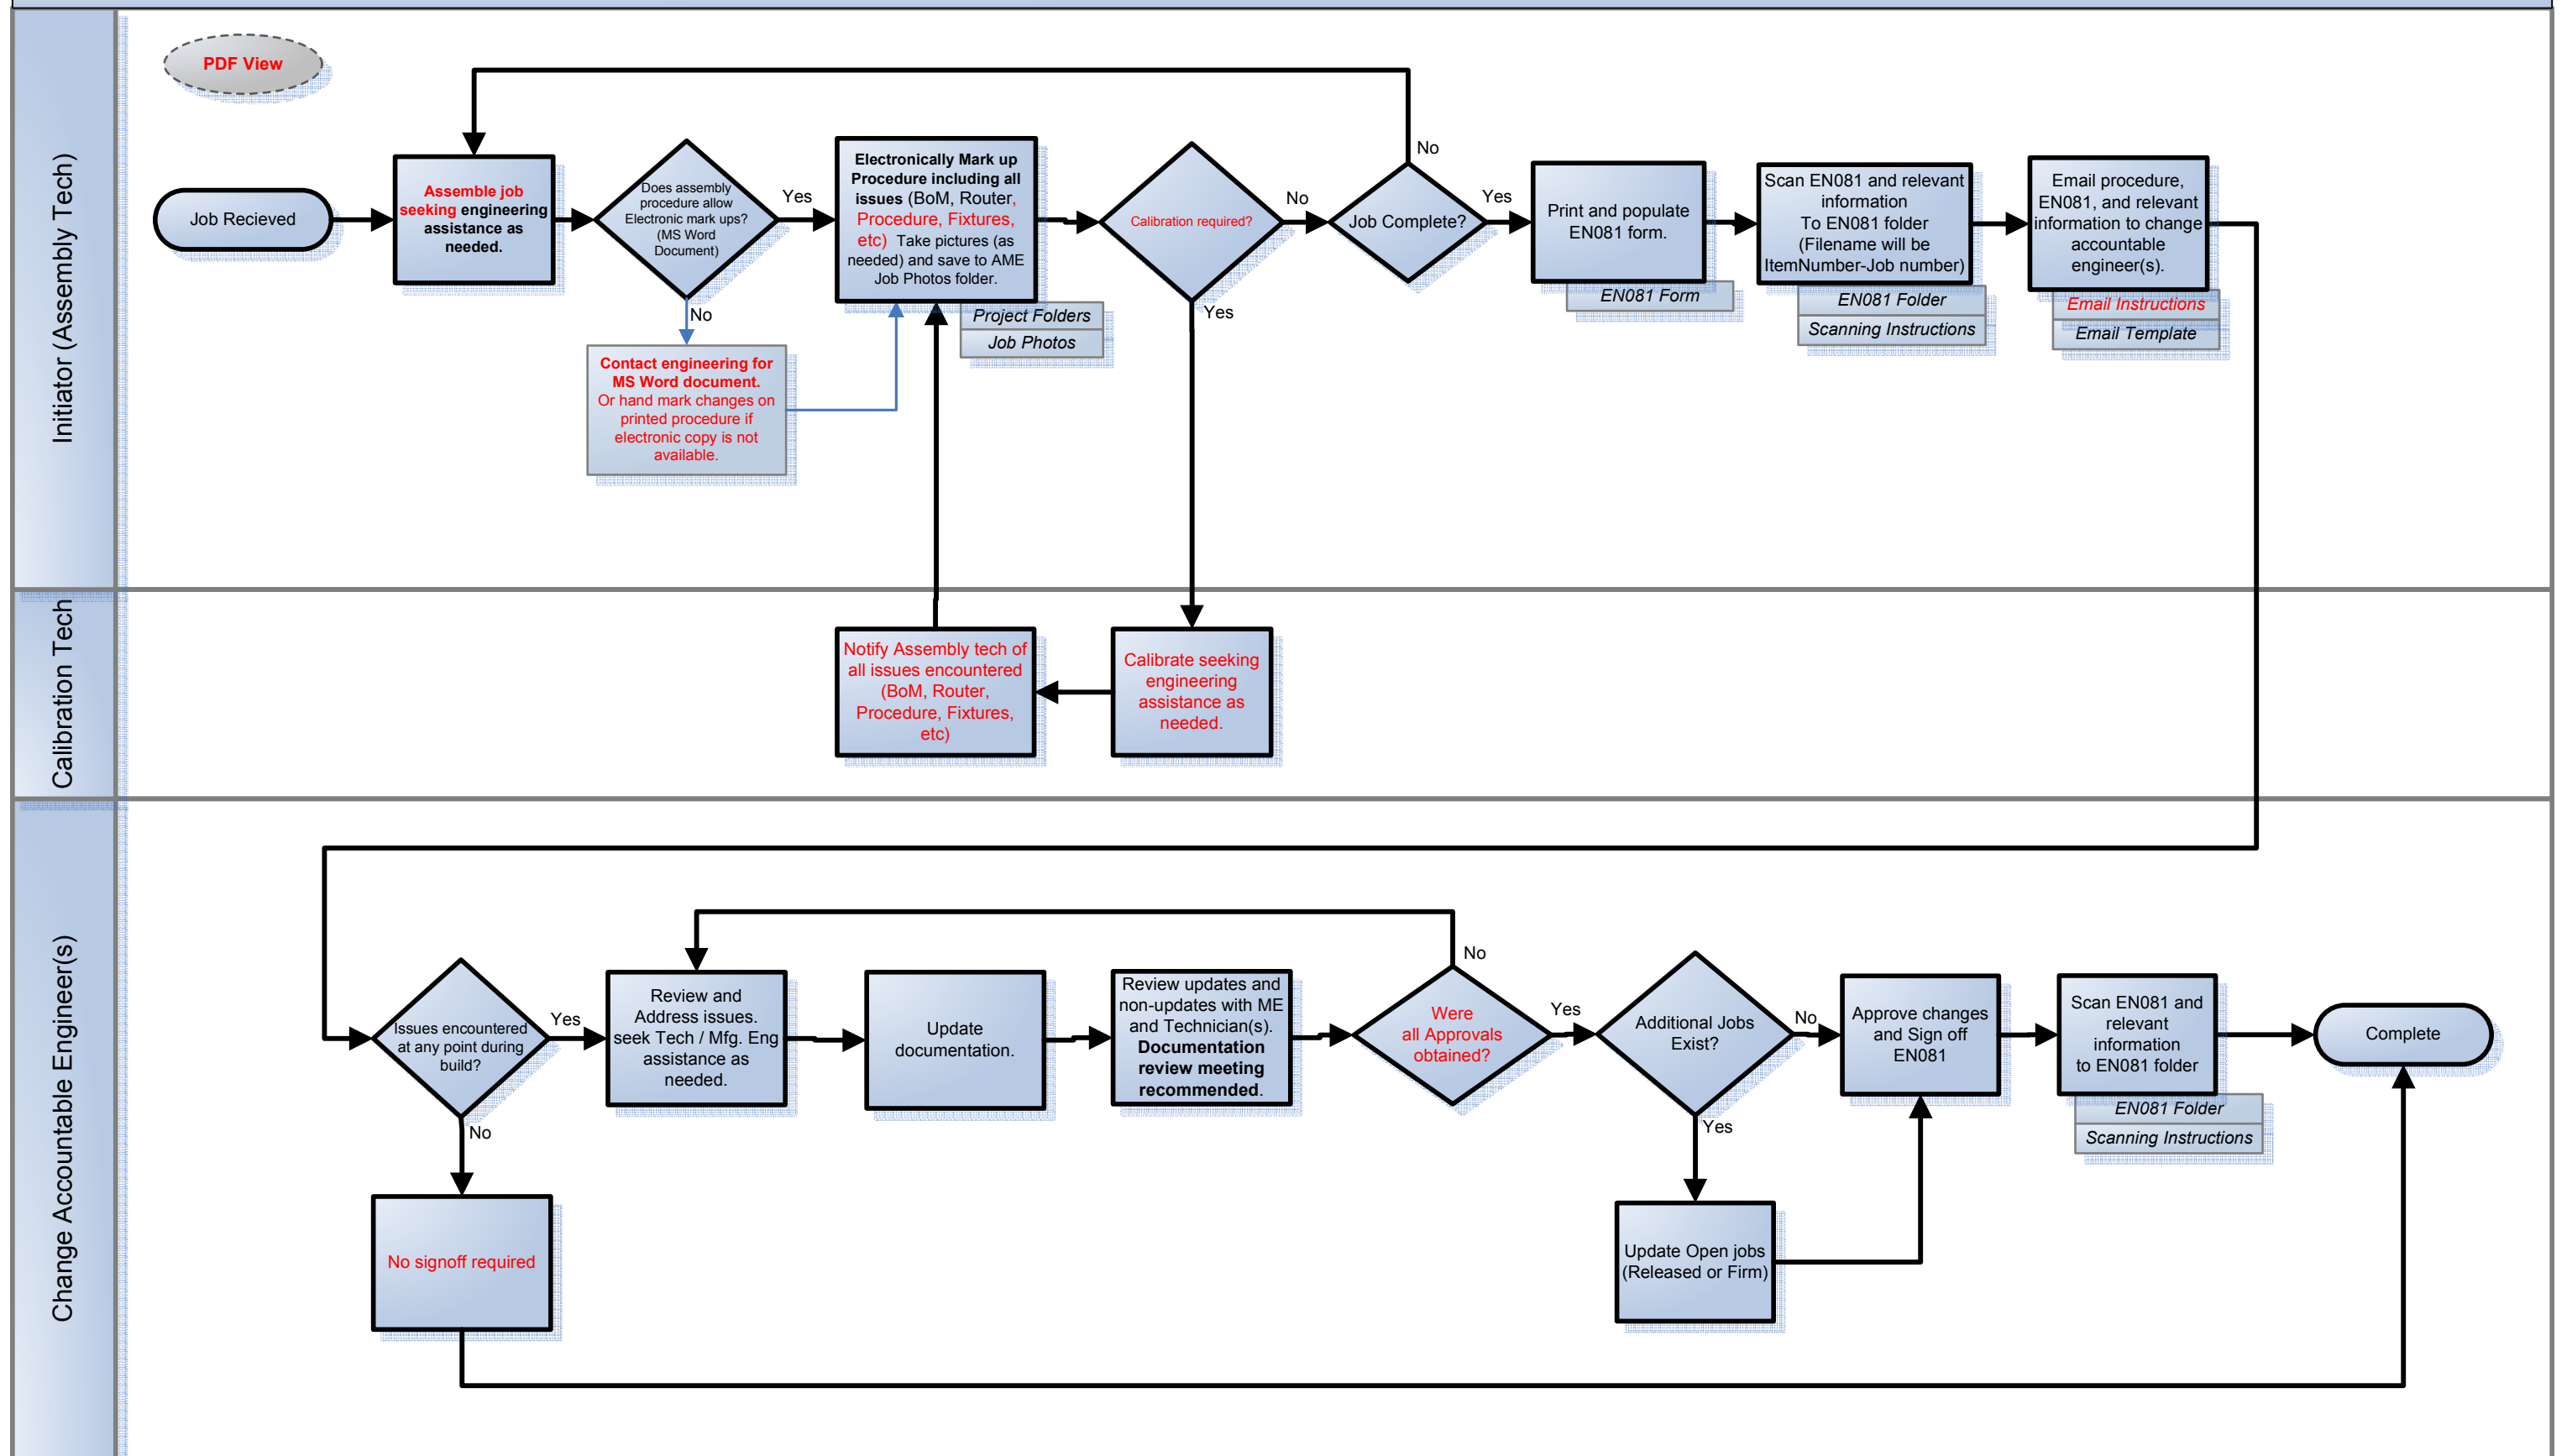 Initiator (Assembly Tech)
PDF View
Job Recieved
Assemble job
seeking engineering
assistance as
needed.
Does assembly
procedure allow
Electronic mark ups?
(MS Word
Document)
Yes
No
Contact engineering for
MS Word document.
Or hand mark changes on
printed procedure if
electronic copy is not
available.
Electronically Mark up
Procedure including all
issues (BoM, Router,
Procedure, Fixtures,
etc) Take pictures (as
needed) and save to AME
Job Photos folder.
Project Folders
Job Photos
Calibration required?
No
Yes
Job Complete?
No
Yes
Print and populate
EN081 form.
EN081 Form
Scan EN081 and relevant
information
To EN081 folder
(Filename will be
ItemNumber-Job number)
EN081 Folder
Scanning Instructions
Email procedure,
EN081, and relevant
information to change
accountable
engineer(s).
Email Instructions
Email Template
Calibration Tech
Notify Assembly tech of
all issues encountered
(BoM, Router,
Procedure, Fixtures,
etc)
Calibrate seeking
engineering
assistance as
needed.
Change Accountable Engineer(s)
Issues encountered
at any point during
build?
Yes
No
No signoff required
Review and
Address issues.
seek Tech / Mfg. Eng
assistance as
needed.
Update
documentation.
Review updates and
non-updates with ME
and Technician(s).
Documentation
review meeting
recommended.
Were
all Approvals
obtained?
No
Yes
Additional Jobs
Exist?
No
Yes
Update Open jobs
(Released or Firm)
Approve changes
and Sign off
EN081
Scan EN081 and
relevant
information
to EN081 folder
EN081 Folder
Scanning Instructions
Complete